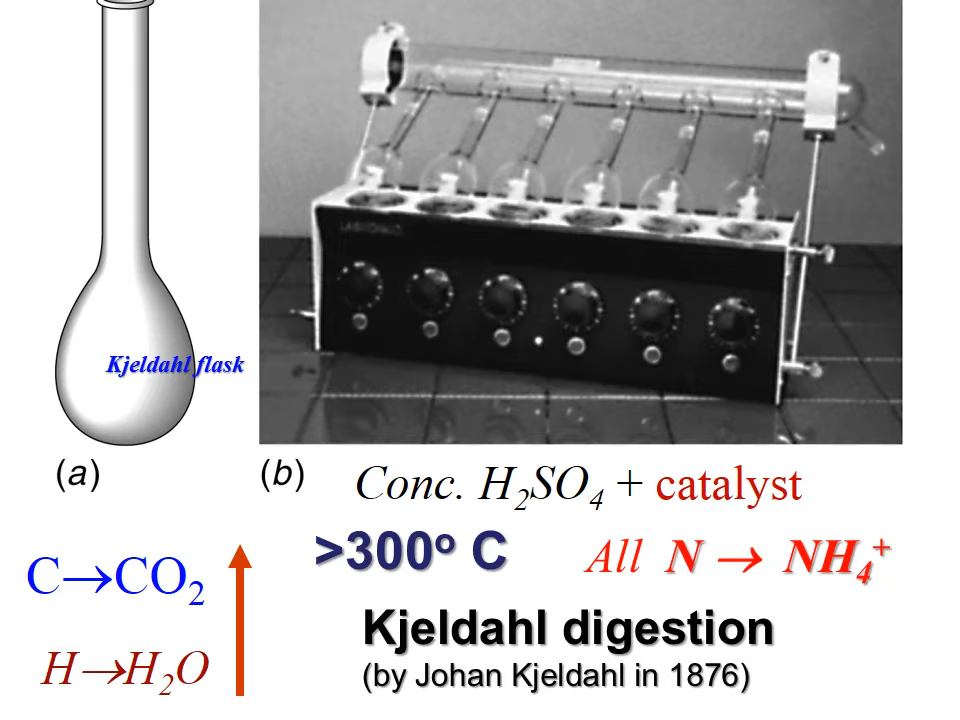 Kjeldahl flask
(a)
(b)
Conc. H₂SO₄ + catalyst
>300º C
All N → NH₄⁺
C→CO₂
H→H₂O
Kjeldahl digestion
(by Johan Kjeldahl in 1876)